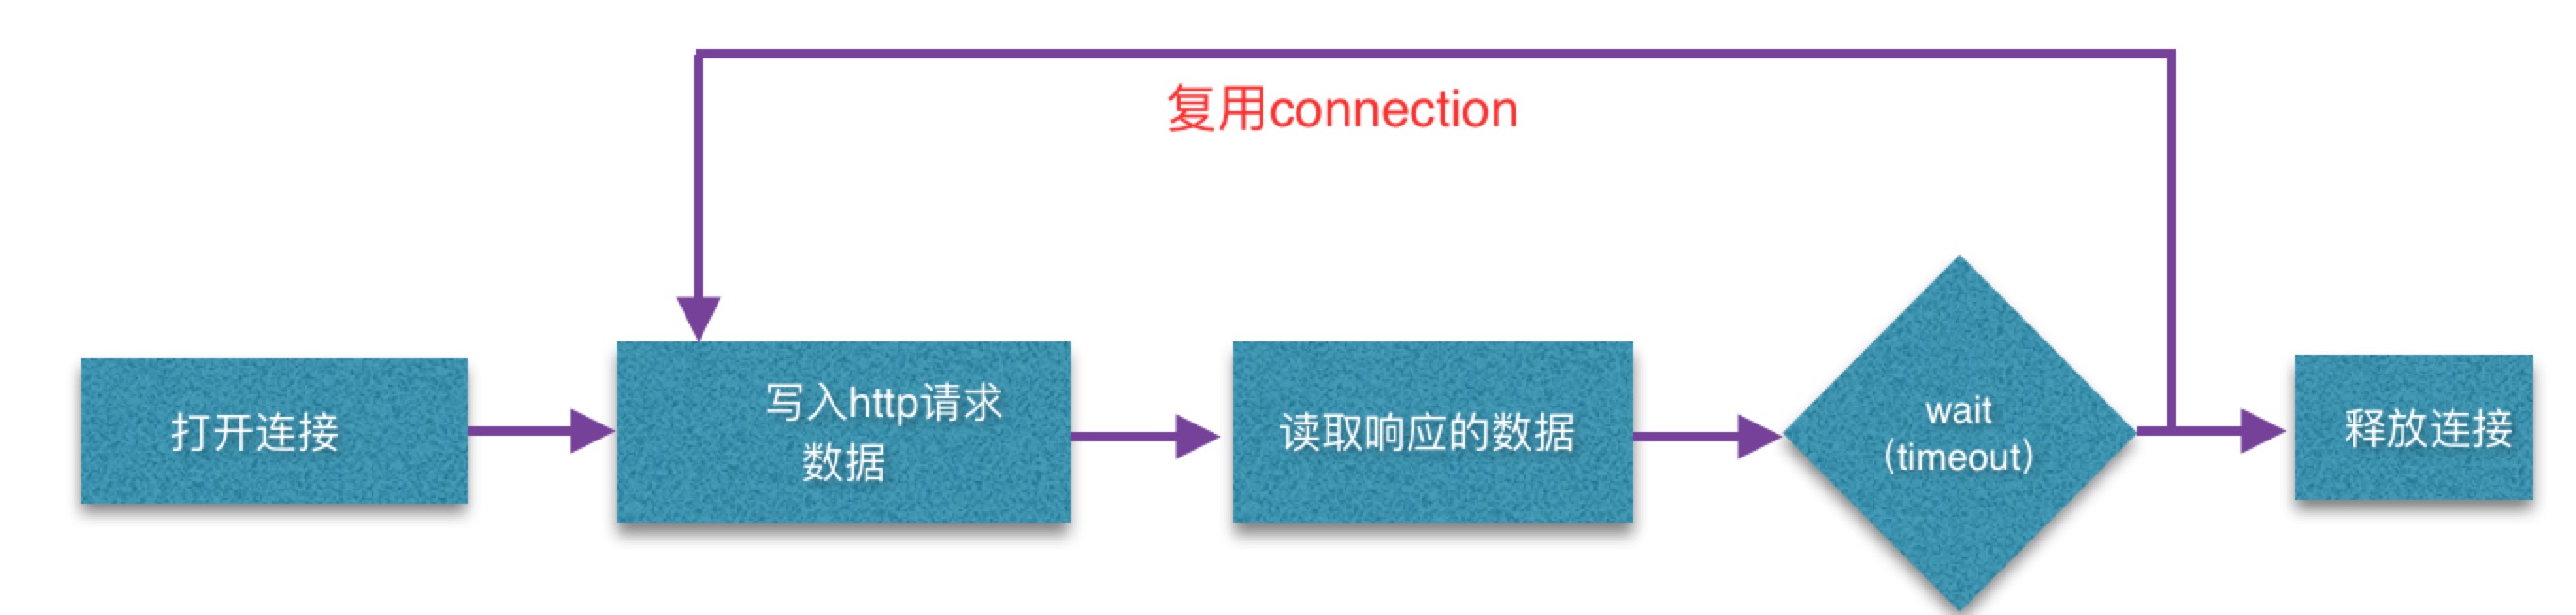 复用connection
打开连接
写入http请求
数据
读取响应的数据
wait
(timeout)
释放连接